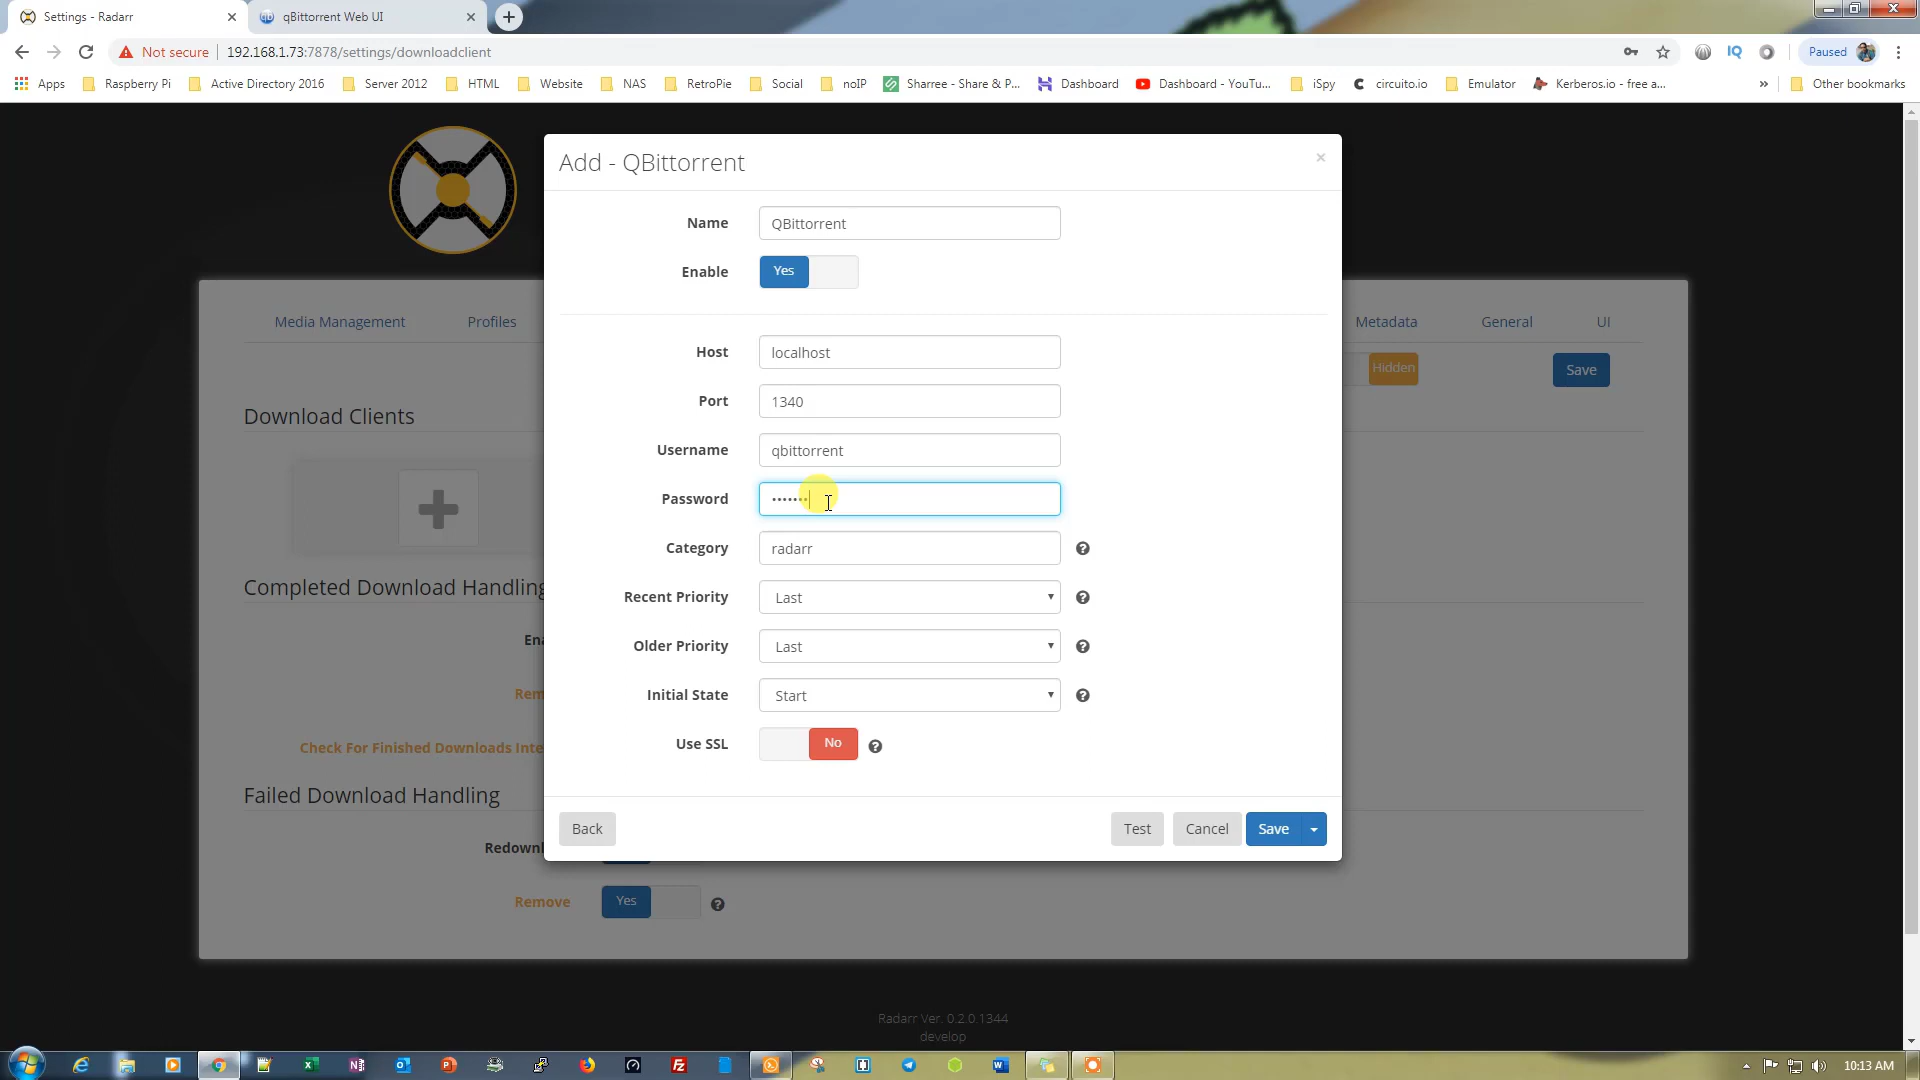 Settings - Radarr
qBittorrent Web UI
Not secure
192.168.1.73:7878/settings/downloadclient
IQ
Paused
Apps
Raspberry Pi
Active Directory 2016
Server 2012
HTML
Website
NAS
RetroPie
Social
noIP
Sharree - Share & P...
Dashboard
Dashboard - YouTu...
iSpy
circuito.io
Emulator
Kerberos.io - free a...
Other bookmarks
Add - QBittorrent
Name
QBittorrent
Enable
Yes
Media Management
Profiles
Metadata
General
UI
Host
localhost
Hidden
Save
Port
1340
Download Clients
Username
qbittorrent
Password
•••••••
Category
radarr
Completed Download Handling
Recent Priority
Last
Ena
Older Priority
Last
Rem
Initial State
Start
Check For Finished Downloads Inte
Use SSL
No
Failed Download Handling
Back
Test
Cancel
Save
Redownl
Remove
Yes
Radarr Ver. 0.2.0.1344
develop
10:13 AM